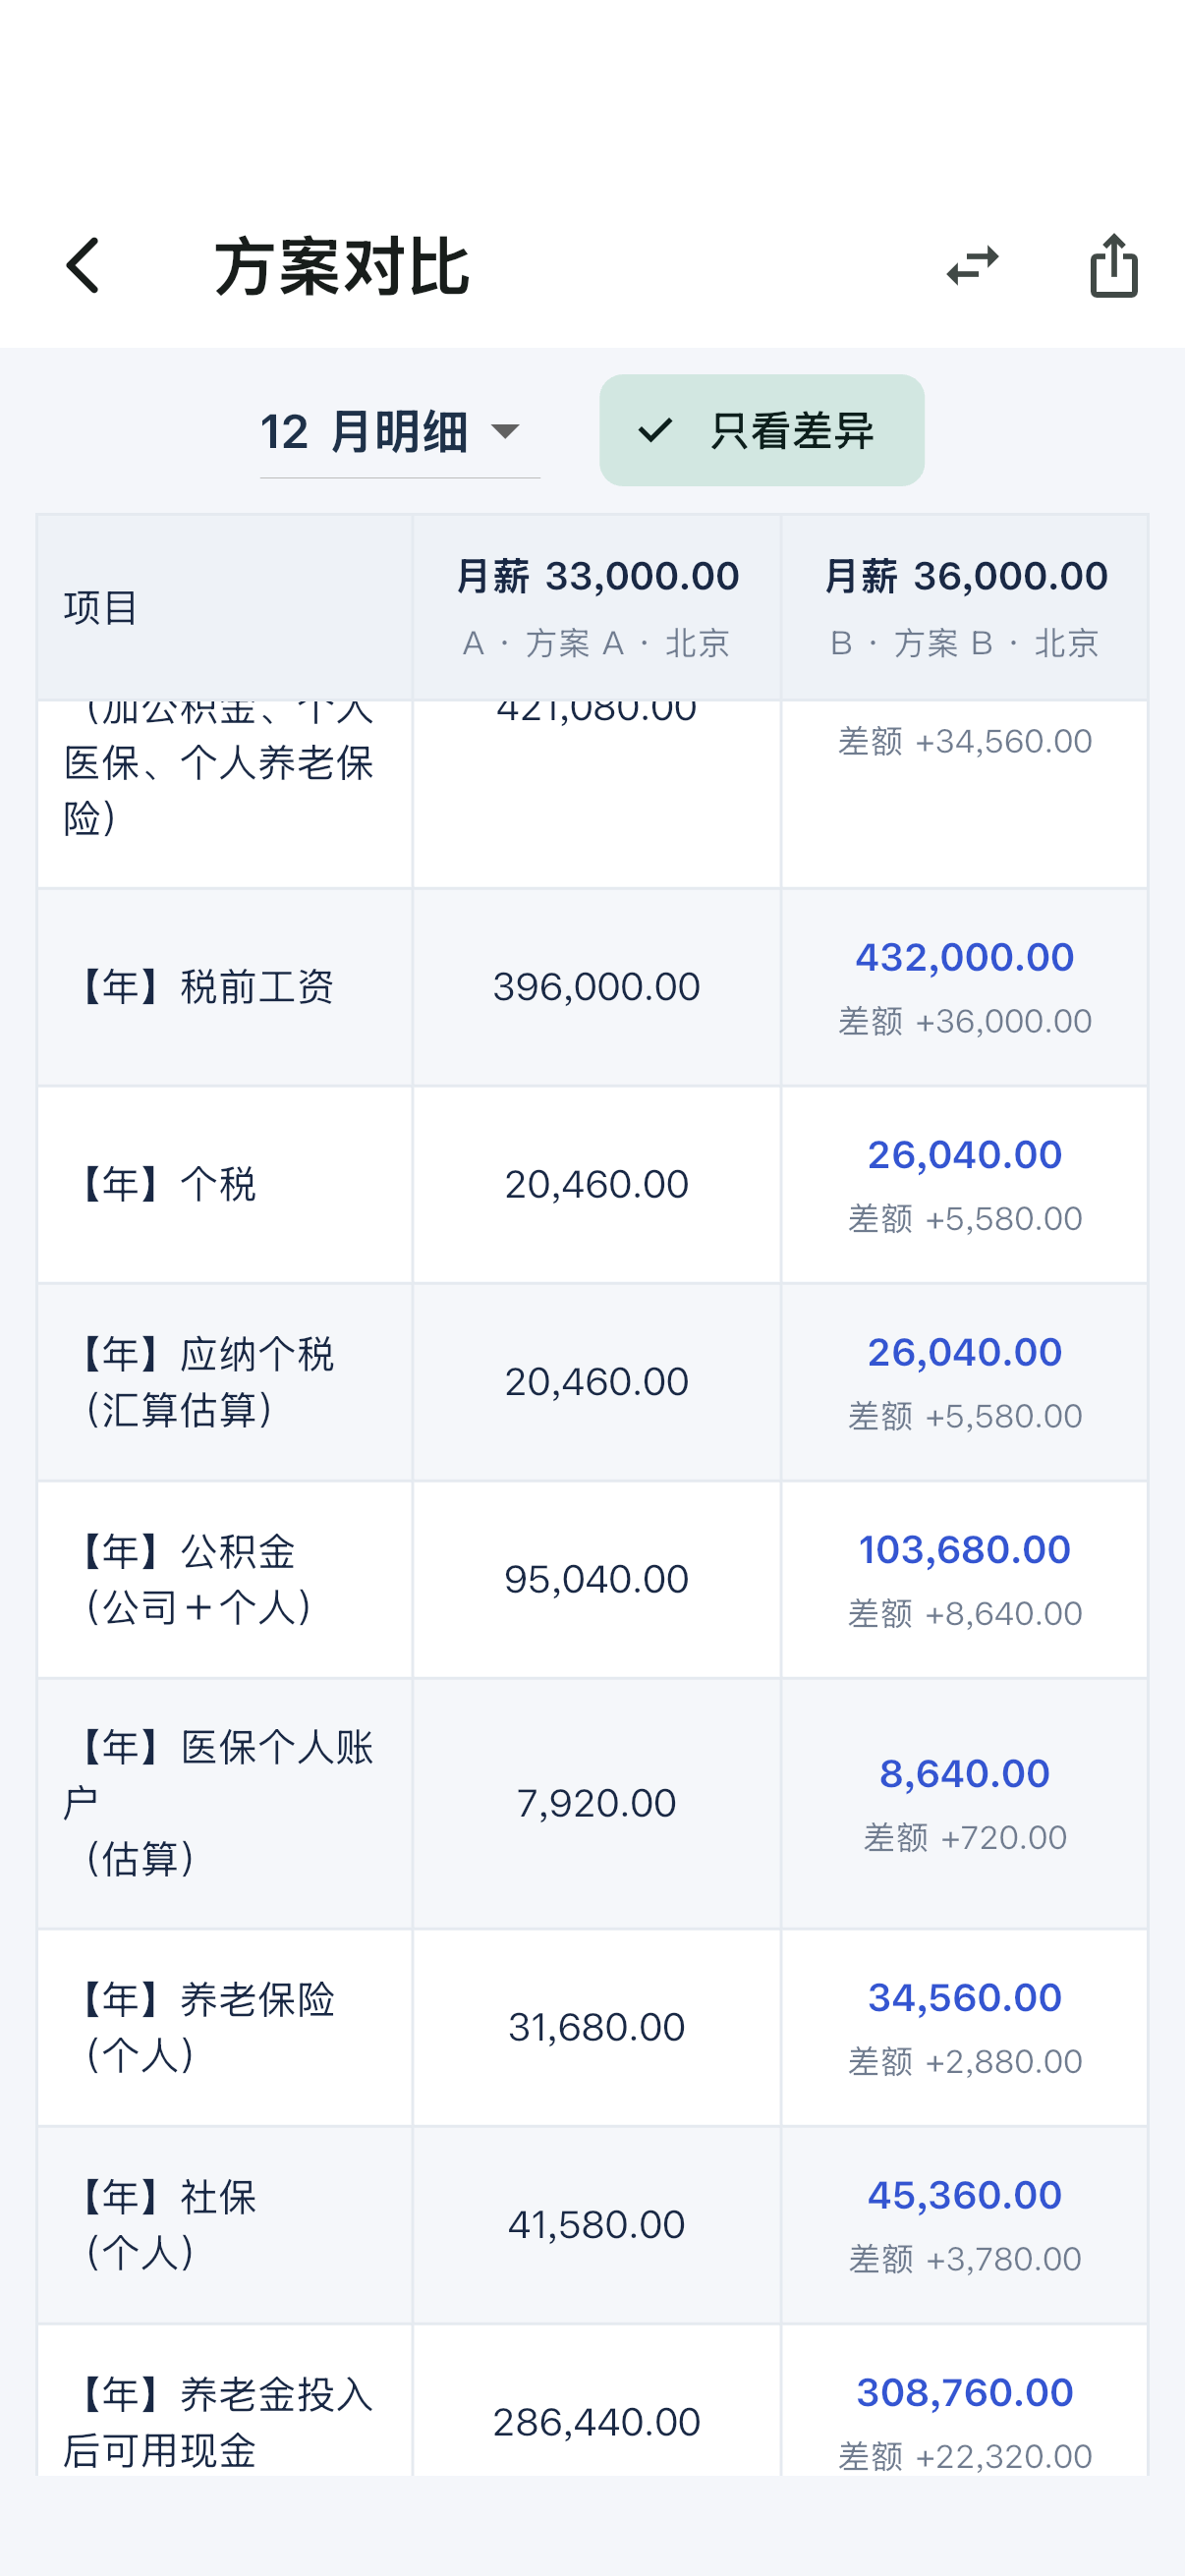 方案对比
12 月明细
只看差异
项目
月薪 33,000.00
A · 方案 A · 北京
月薪 36,000.00
B · 方案 B · 北京
（加公积金、个人
医保、个人养老保
险）
421,080.00
差额 +34,560.00
【年】税前工资
396,000.00
432,000.00
差额 +36,000.00
【年】个税
20,460.00
26,040.00
差额 +5,580.00
【年】应纳个税
（汇算估算）
20,460.00
26,040.00
差额 +5,580.00
【年】公积金
（公司＋个人）
95,040.00
103,680.00
差额 +8,640.00
【年】医保个人账
户
（估算）
7,920.00
8,640.00
差额 +720.00
【年】养老保险
（个人）
31,680.00
34,560.00
差额 +2,880.00
【年】社保
（个人）
41,580.00
45,360.00
差额 +3,780.00
【年】养老金投入
后可用现金
286,440.00
308,760.00
差额 +22,320.00